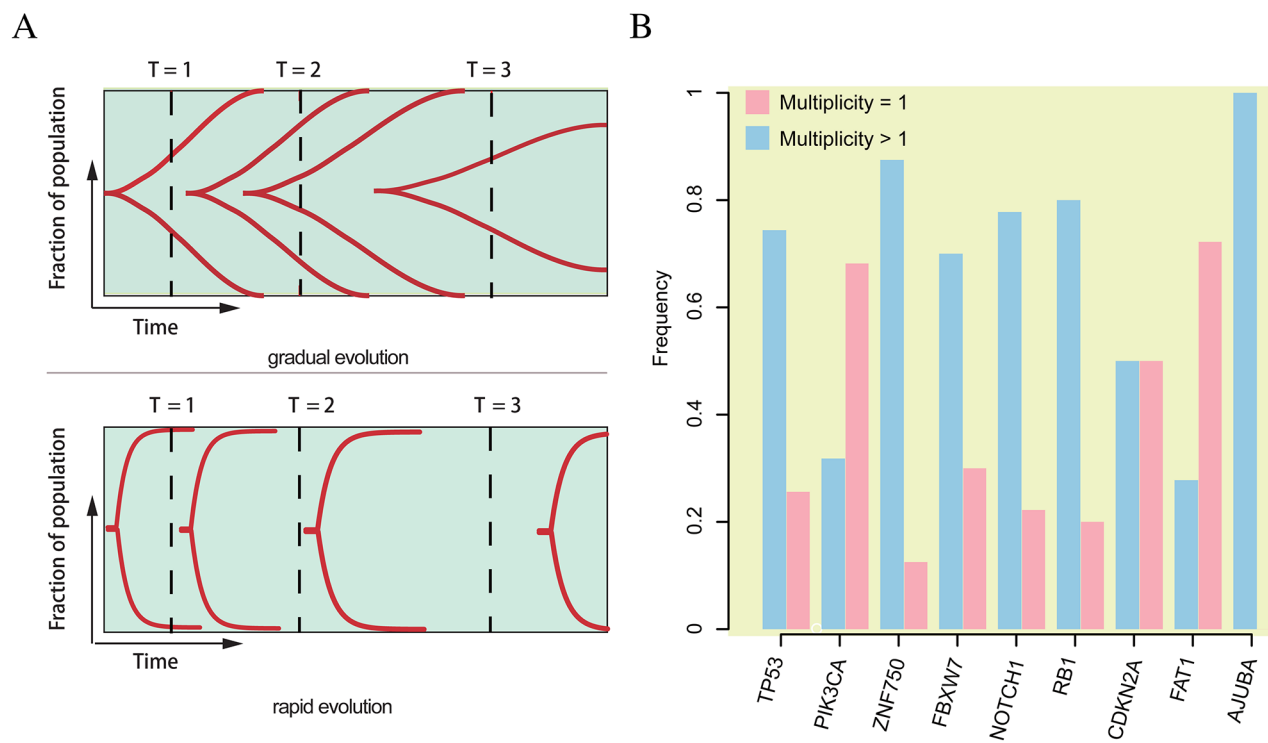 A
T = 1
T = 2
T = 3
Fraction of population
Time
gradual evolution
T = 1
T = 2
T = 3
Fraction of population
Time
rapid evolution
B
Multiplicity = 1
Multiplicity > 1
Frequency
1
0.8
0.6
0.4
0.2
0
TP53
PIK3CA
ZNF750
FBXW7
NOTCH1
RB1
CDKN2A
FAT1
AJUBA